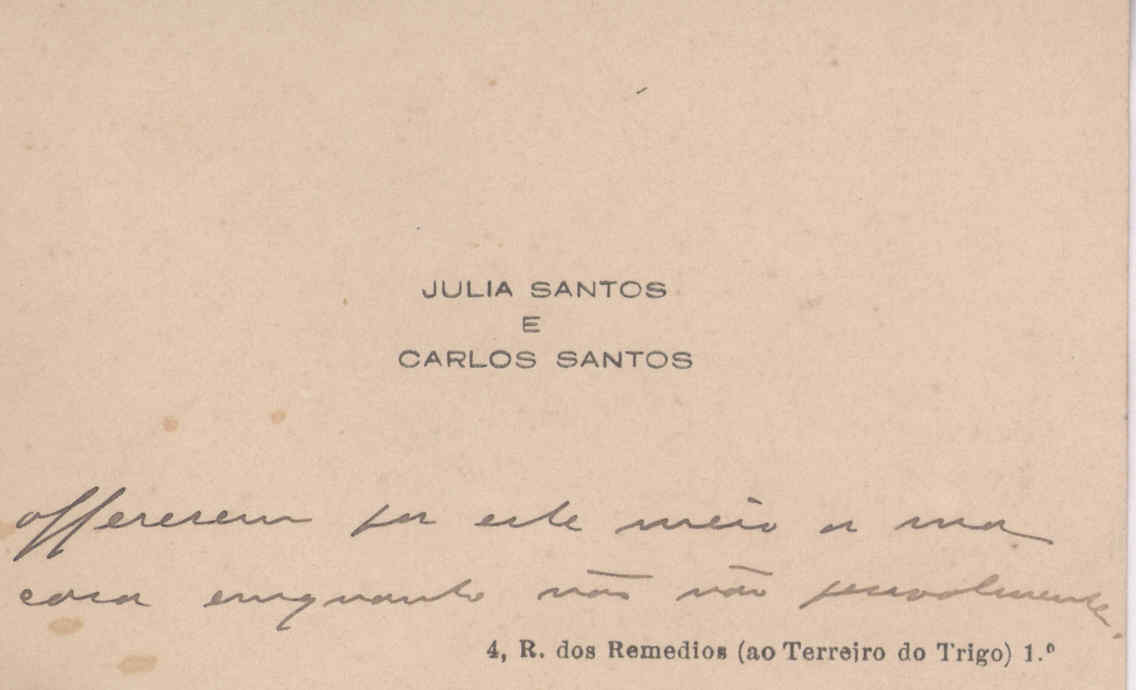 JULIA SANTOS
E
CARLOS SANTOS
offerecem por este meio a sua
casa emquanto não vão pessoalmente.
4, R. dos Remedios (ao Terreiro do Trigo) 1.º